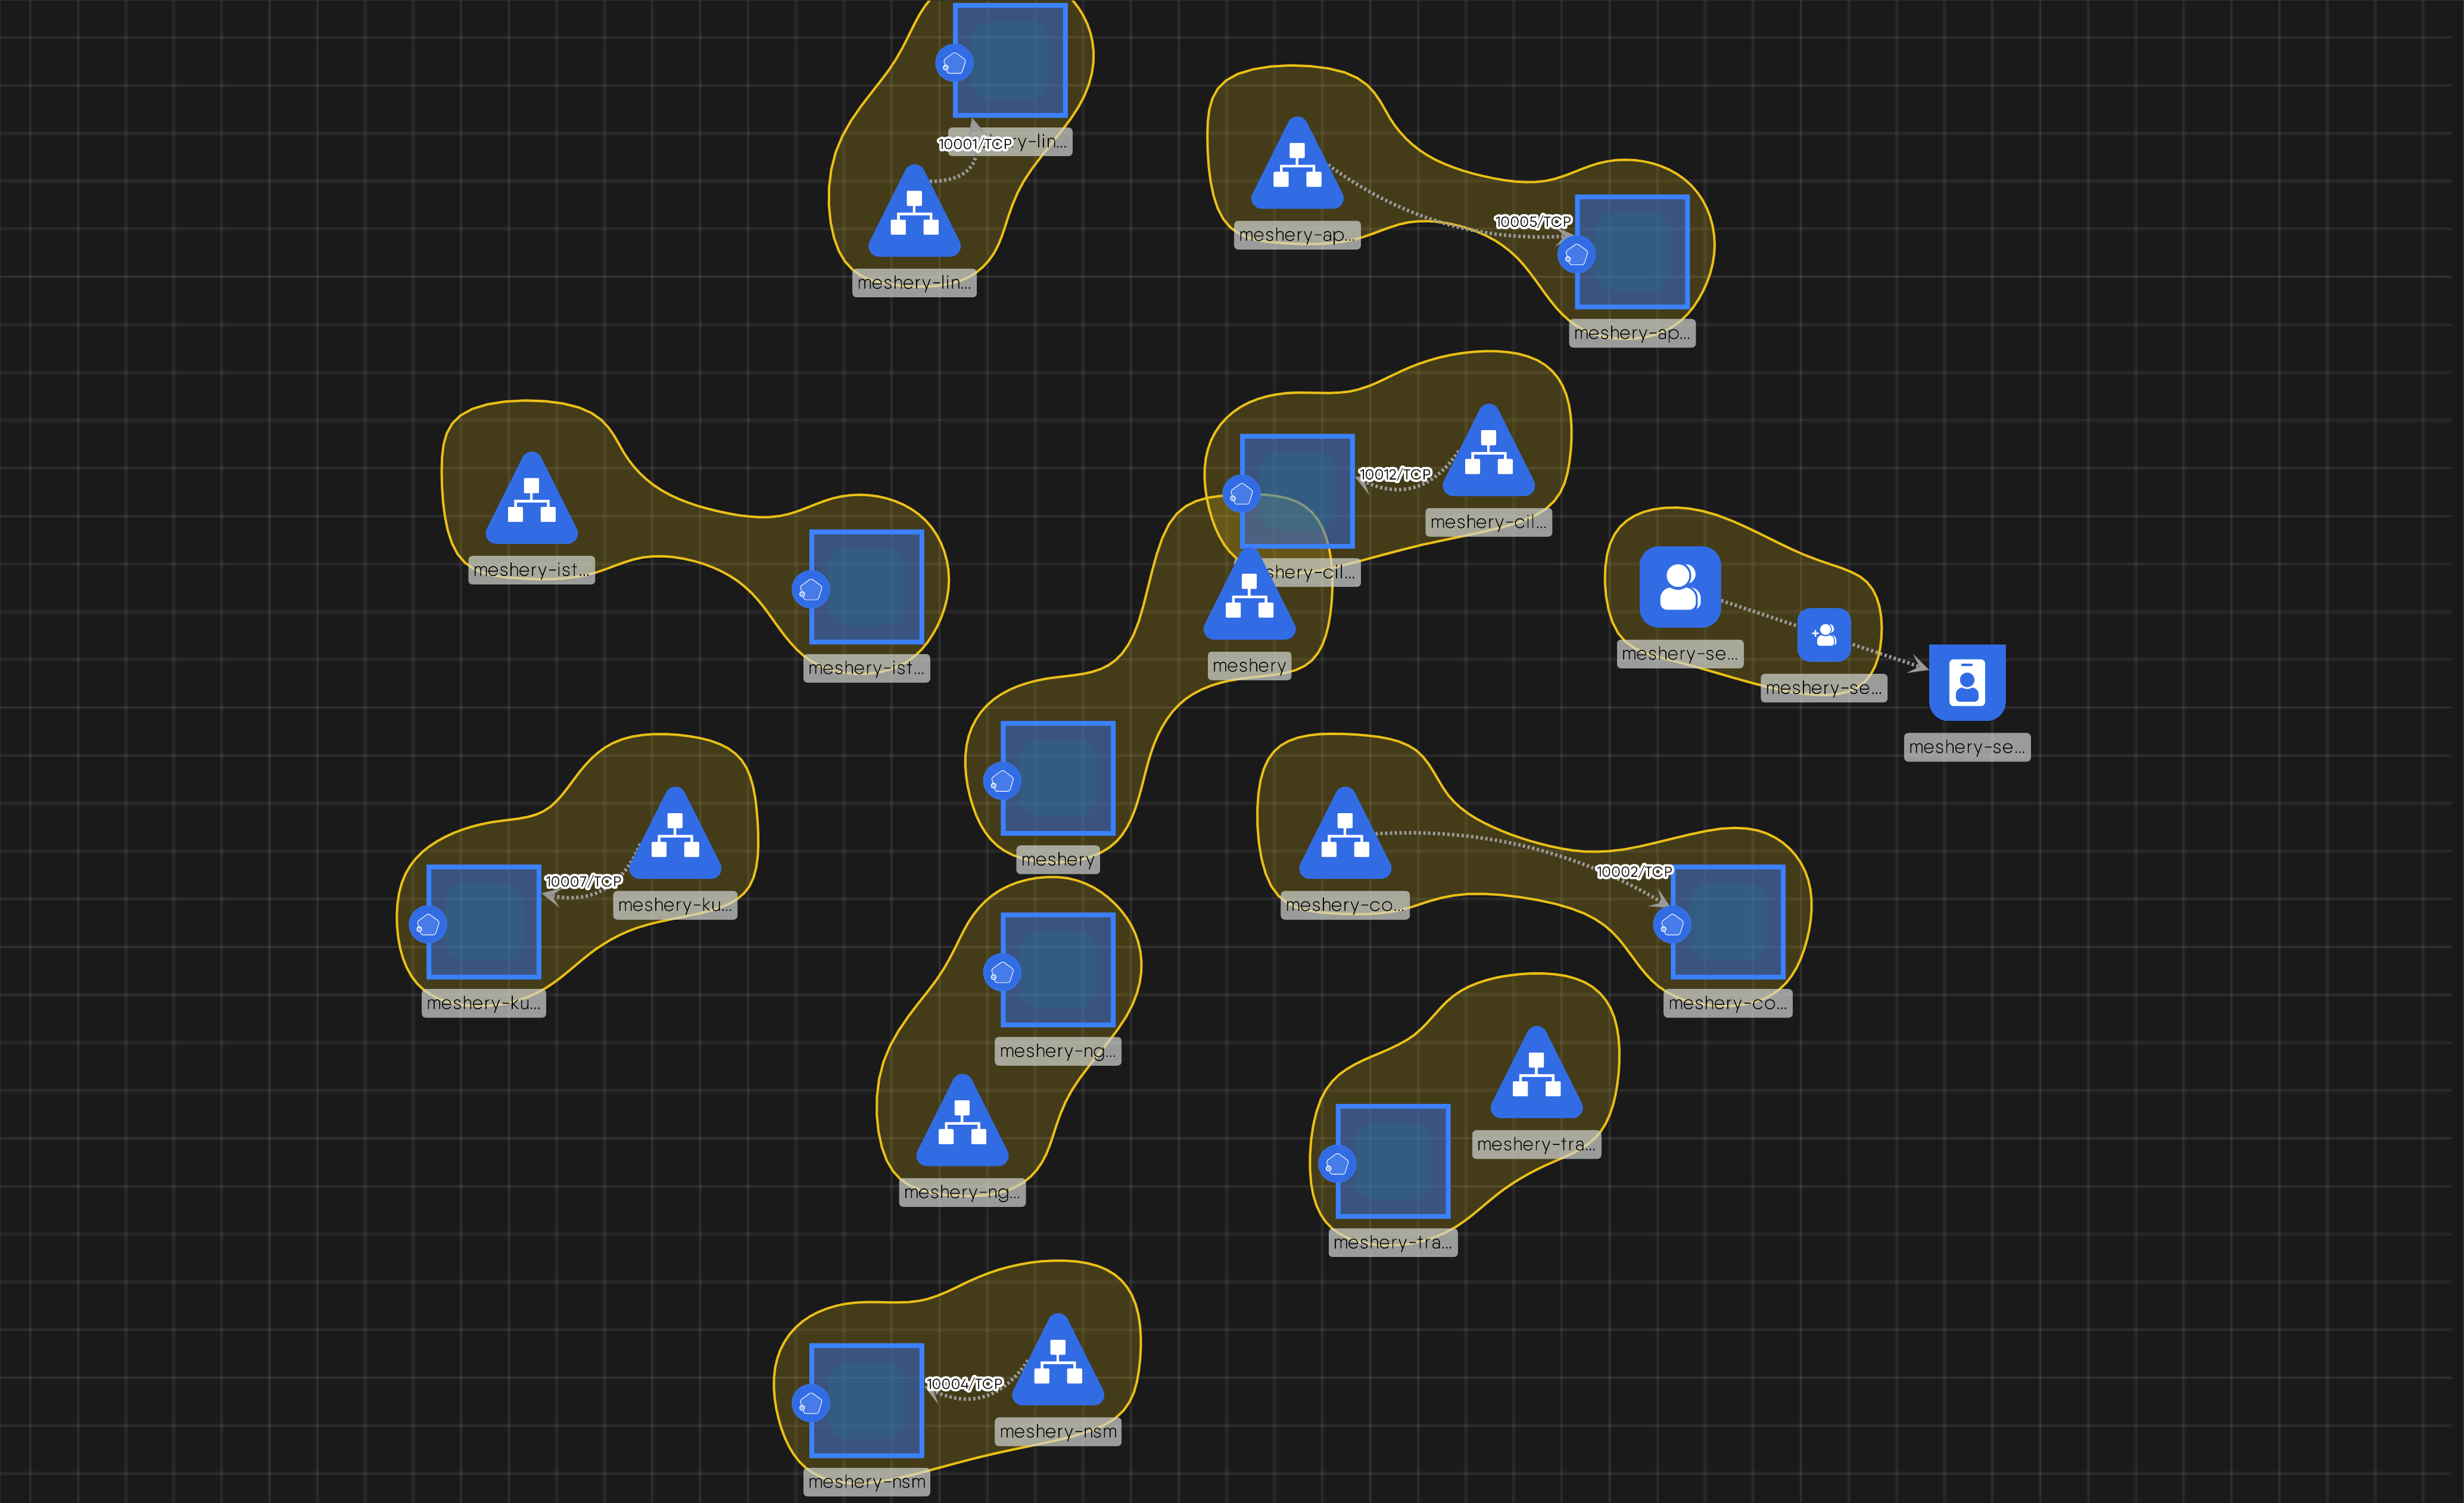 10001/TCP
ry-lin...
meshery-lin...
10005/TCP
meshery-ap...
meshery-ap...
10012/TCP
meshery-cil...
meshery-ist...
shery-cil...
meshery-ist...
meshery
meshery-se...
meshery-se...
meshery-se...
meshery
10002/TCP
10007/TCP
meshery-ku...
meshery-co...
meshery-ku...
meshery-co...
meshery-ng...
meshery-tra...
meshery-ng...
meshery-tra...
10004/TCP
meshery-nsm
meshery-nsm